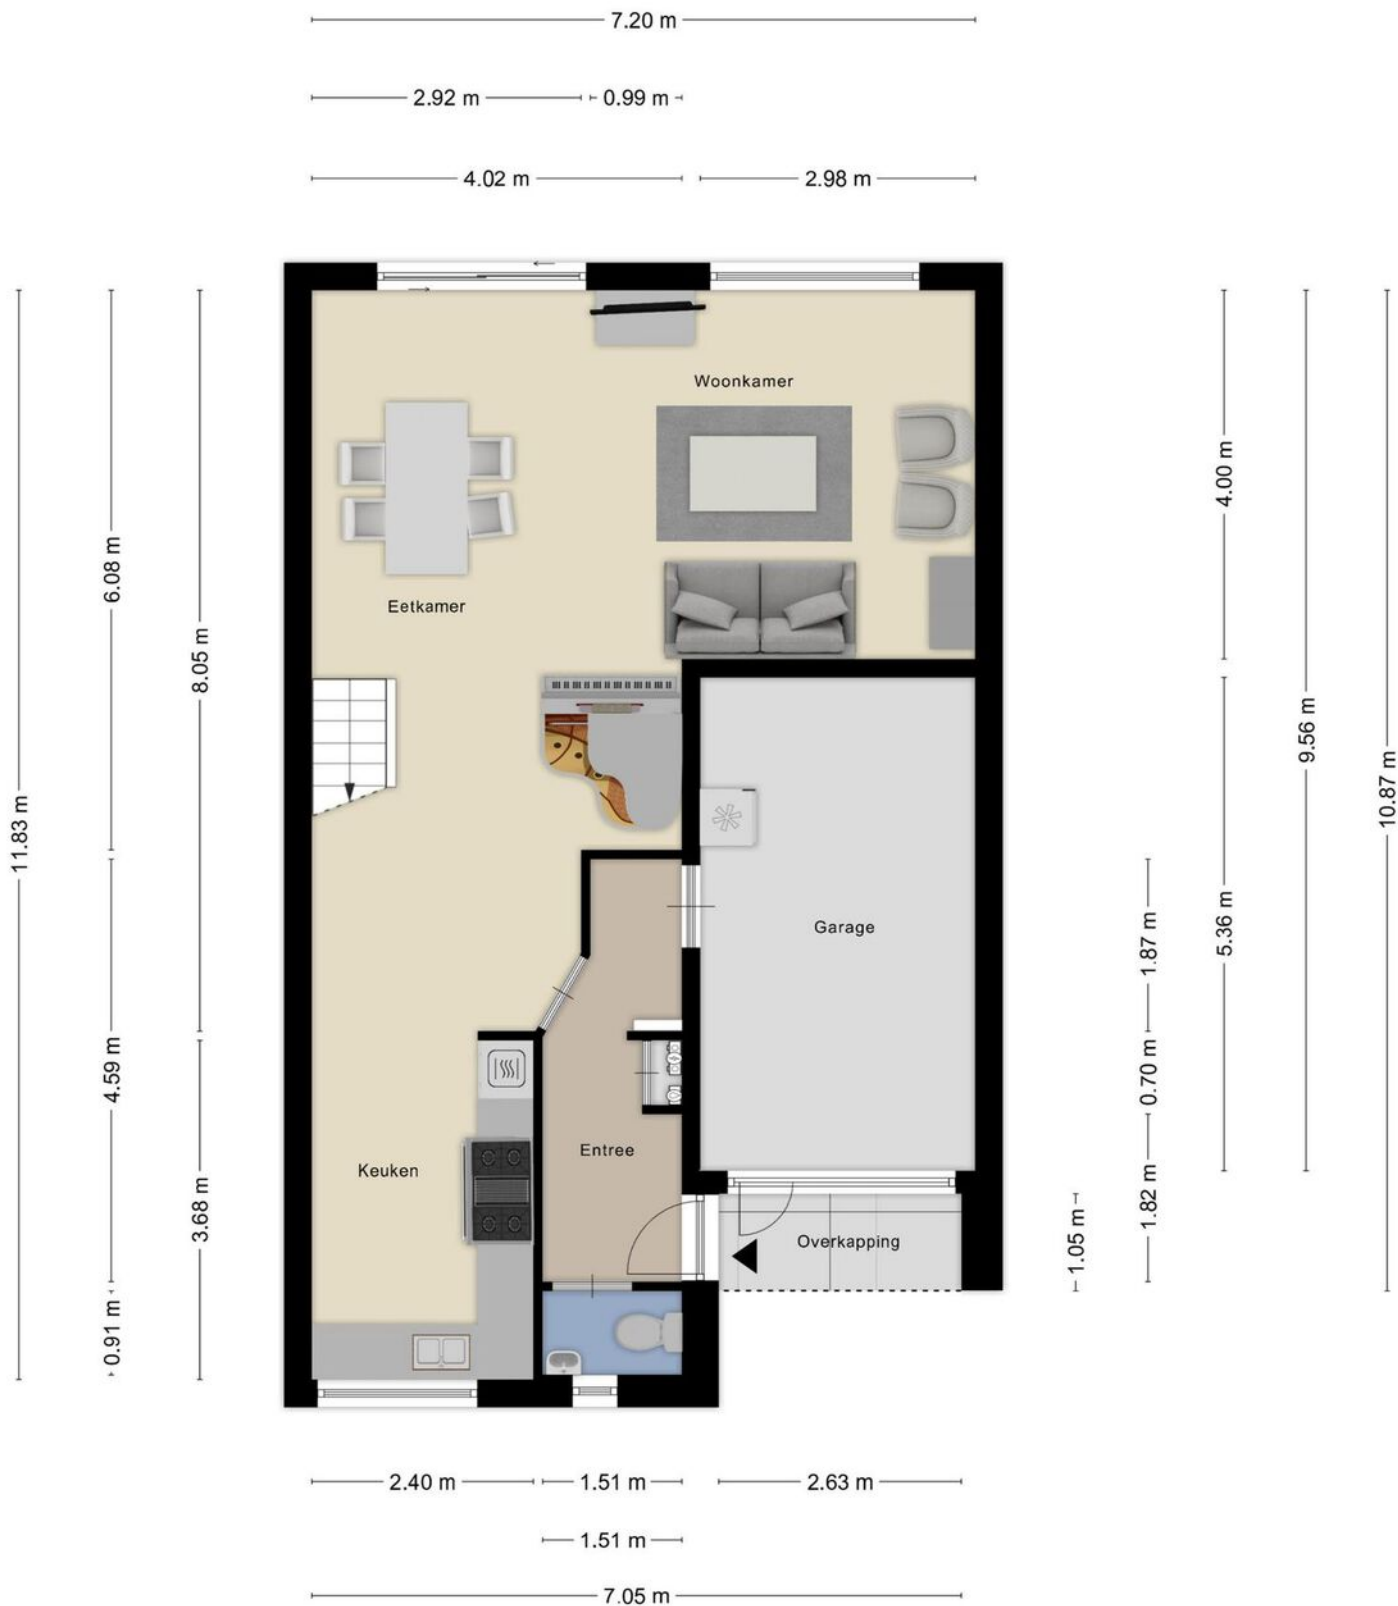 7.20 m
2.92 m
0.99 m
4.02 m
2.98 m
Woonkamer
4.00 m
6.08 m
Eetkamer
8.05 m
9.56 m
10.87 m
11.83 m
5.36 m
Garage
1.87 m
4.59 m
0.70 m
Entree
Keuken
3.68 m
1.82 m
1.05 m
Overkapping
0.91 m
2.40 m
1.51 m
2.63 m
1.51 m
7.05 m